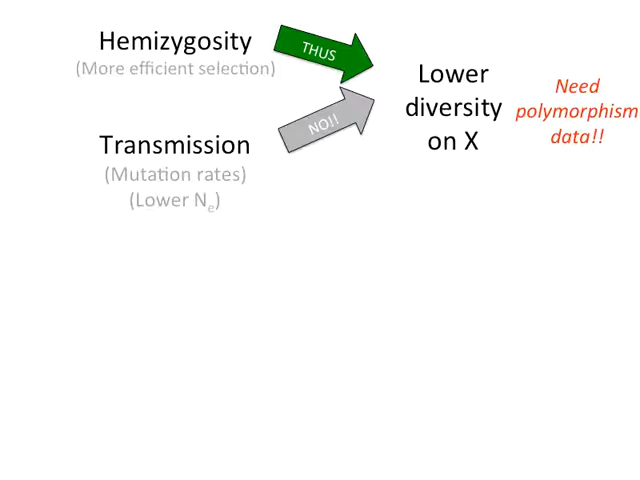 Hemizygosity
(More efficient selection)
THUS
Lower
diversity
on X
Need
polymorphism
data!!
NO!!
Transmission
(Mutation rates)
(Lower Ne)